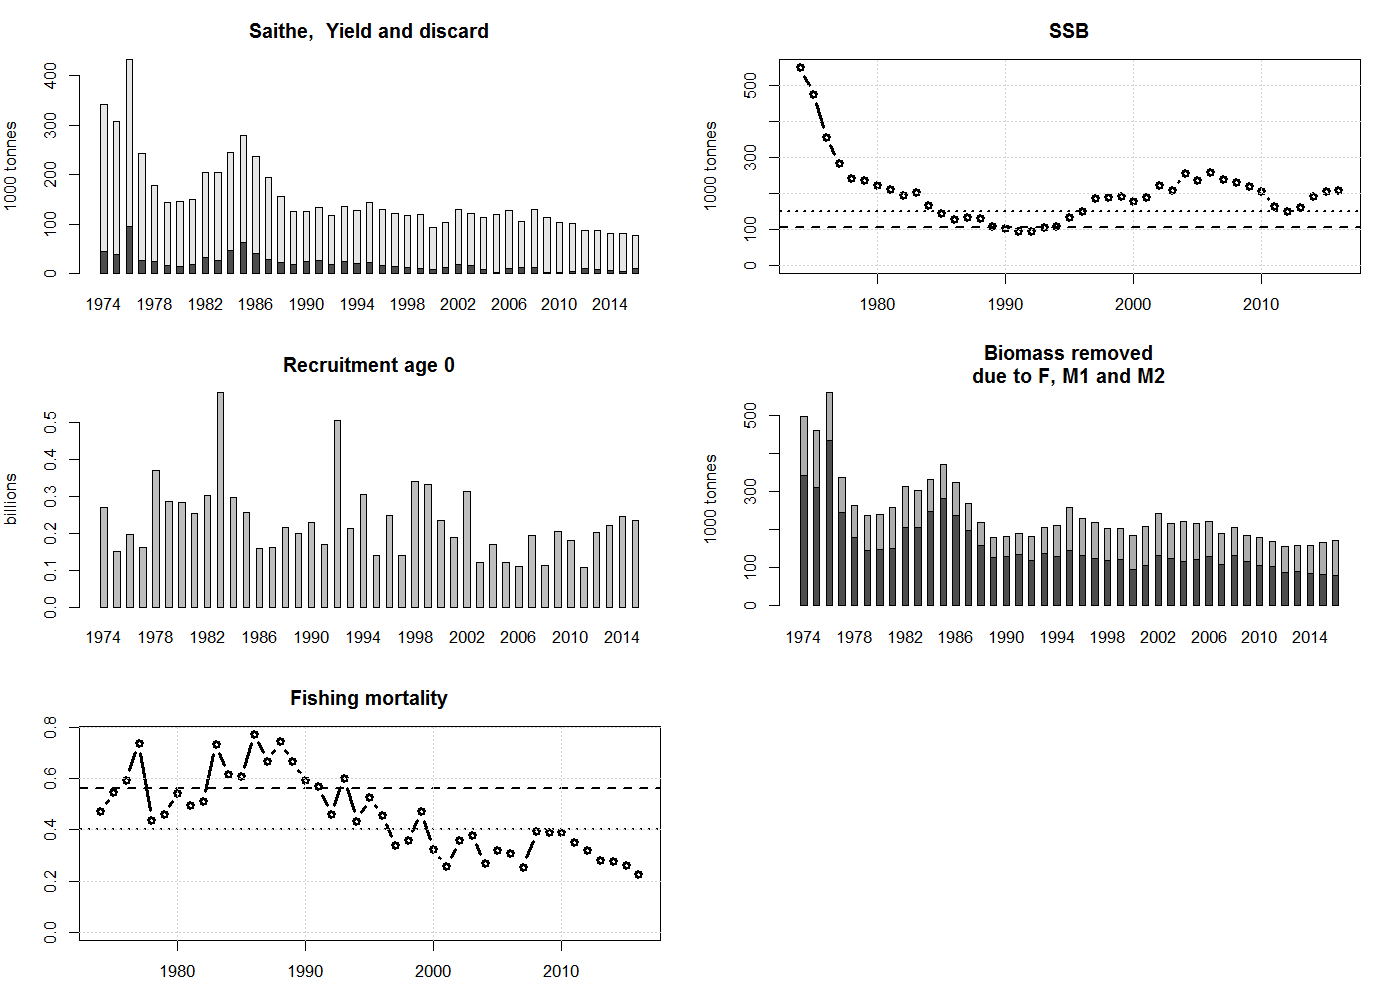 Saithe,  Yield and discard
1000 tonnes
0 100 200 300 400
1974 1978 1982 1986 1990 1994 1998 2002 2006 2010 2014
SSB
1000 tonnes
0 100 300 500
1980 1990 2000 2010
Recruitment age 0
billions
0.0 0.1 0.2 0.3 0.4 0.5
1974 1978 1982 1986 1990 1994 1998 2002 2006 2010 2014
Biomass removed
due to F, M1 and M2
1000 tonnes
0 100 300 500
1974 1978 1982 1986 1990 1994 1998 2002 2006 2010 2014
Fishing mortality
0.0 0.2 0.4 0.6 0.8
1980 1990 2000 2010